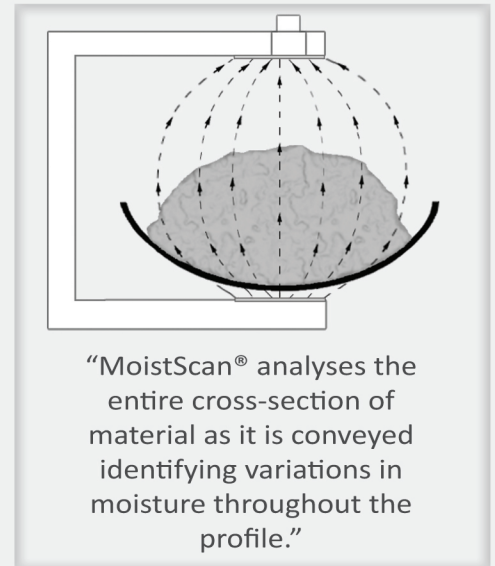 “MoistScan® analyses the
entire cross-section of
material as it is conveyed
identifying variations in
moisture throughout the
profile.”